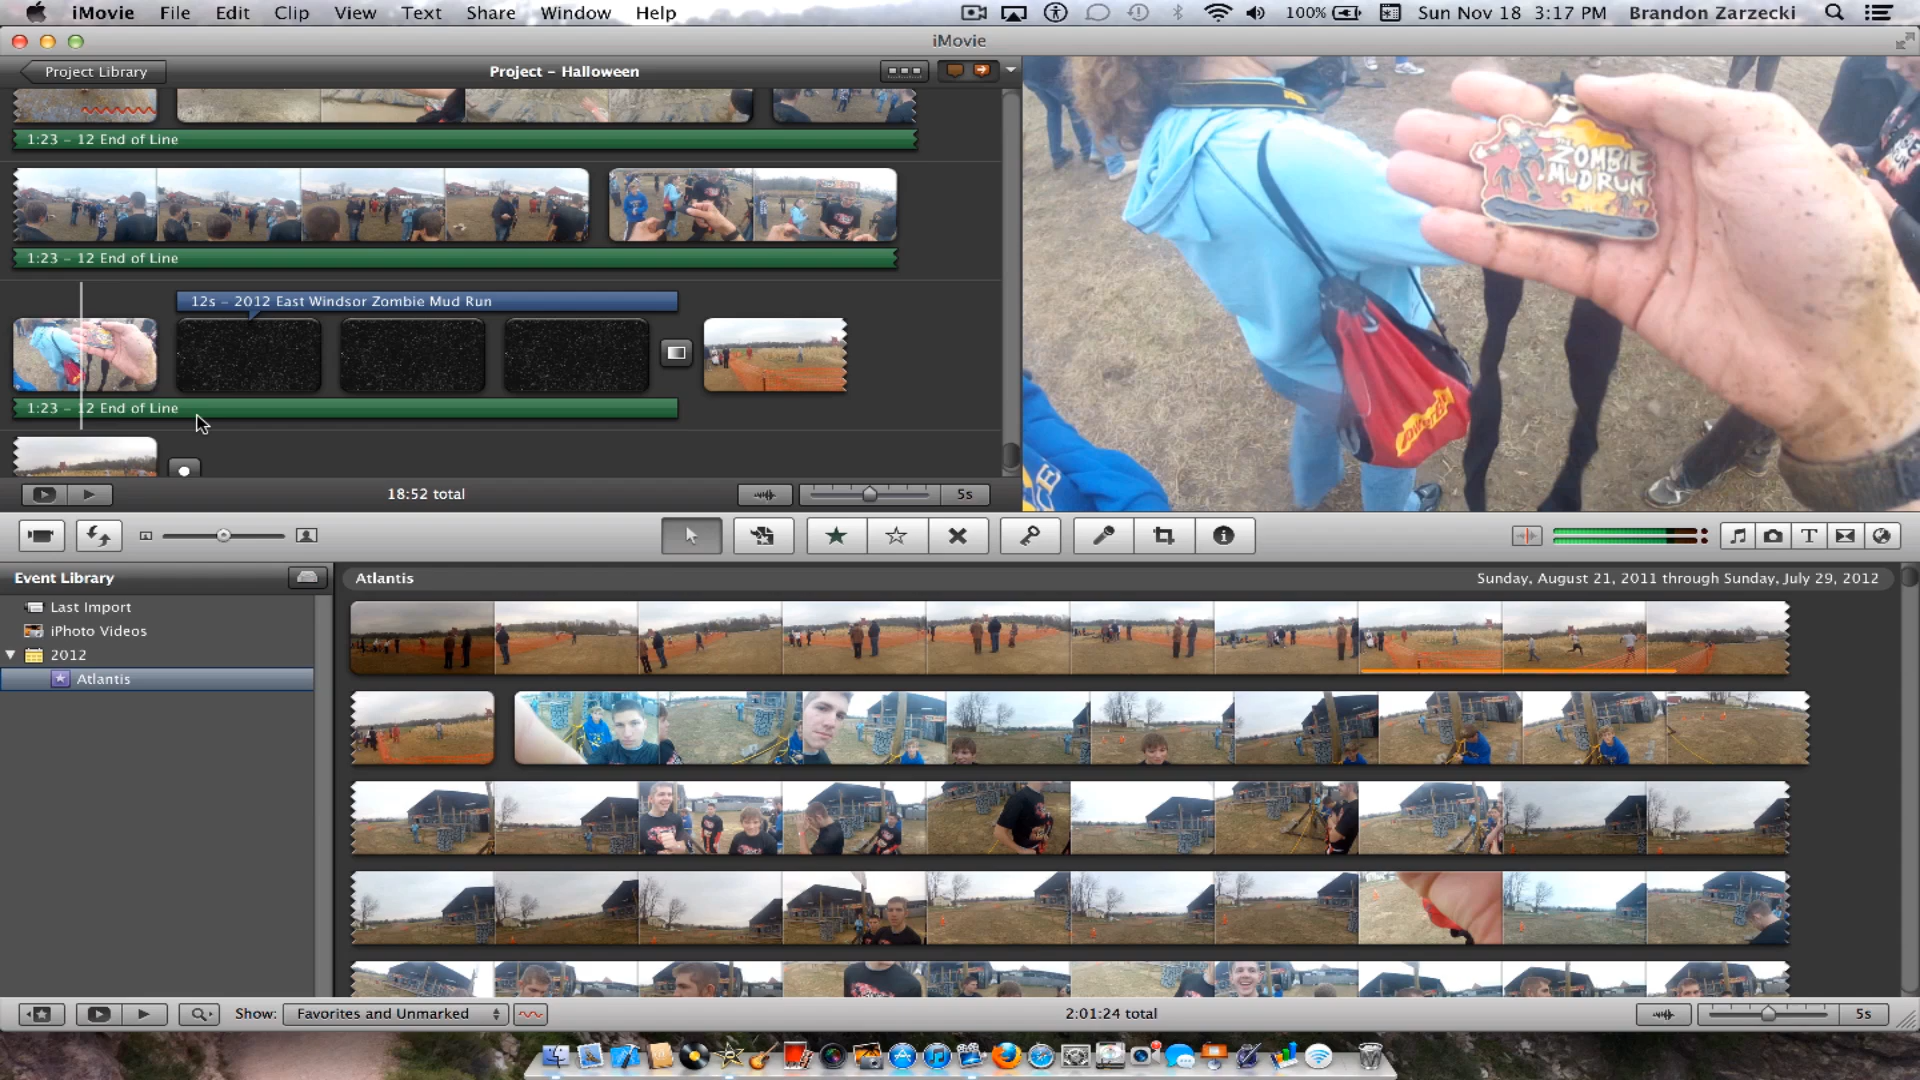 iMovie File Edit Clip View Text Share Window Help 100% Sun Nov 18 3:17 PM Brandon Zarzecki
iMovie
Project Library Project – Halloween
1:23 – 12 End of Line
1:23 – 12 End of Line
12s – 2012 East Windsor Zombie Mud Run
1:23 – 12 End of Line
18:52 total 5s
ZOMBIE
MUD RUN
Event Library
Last Import
iPhoto Videos
2012
Atlantis
Atlantis Sunday, August 21, 2011 through Sunday, July 29, 2012
Show: Favorites and Unmarked 2:01:24 total 5s